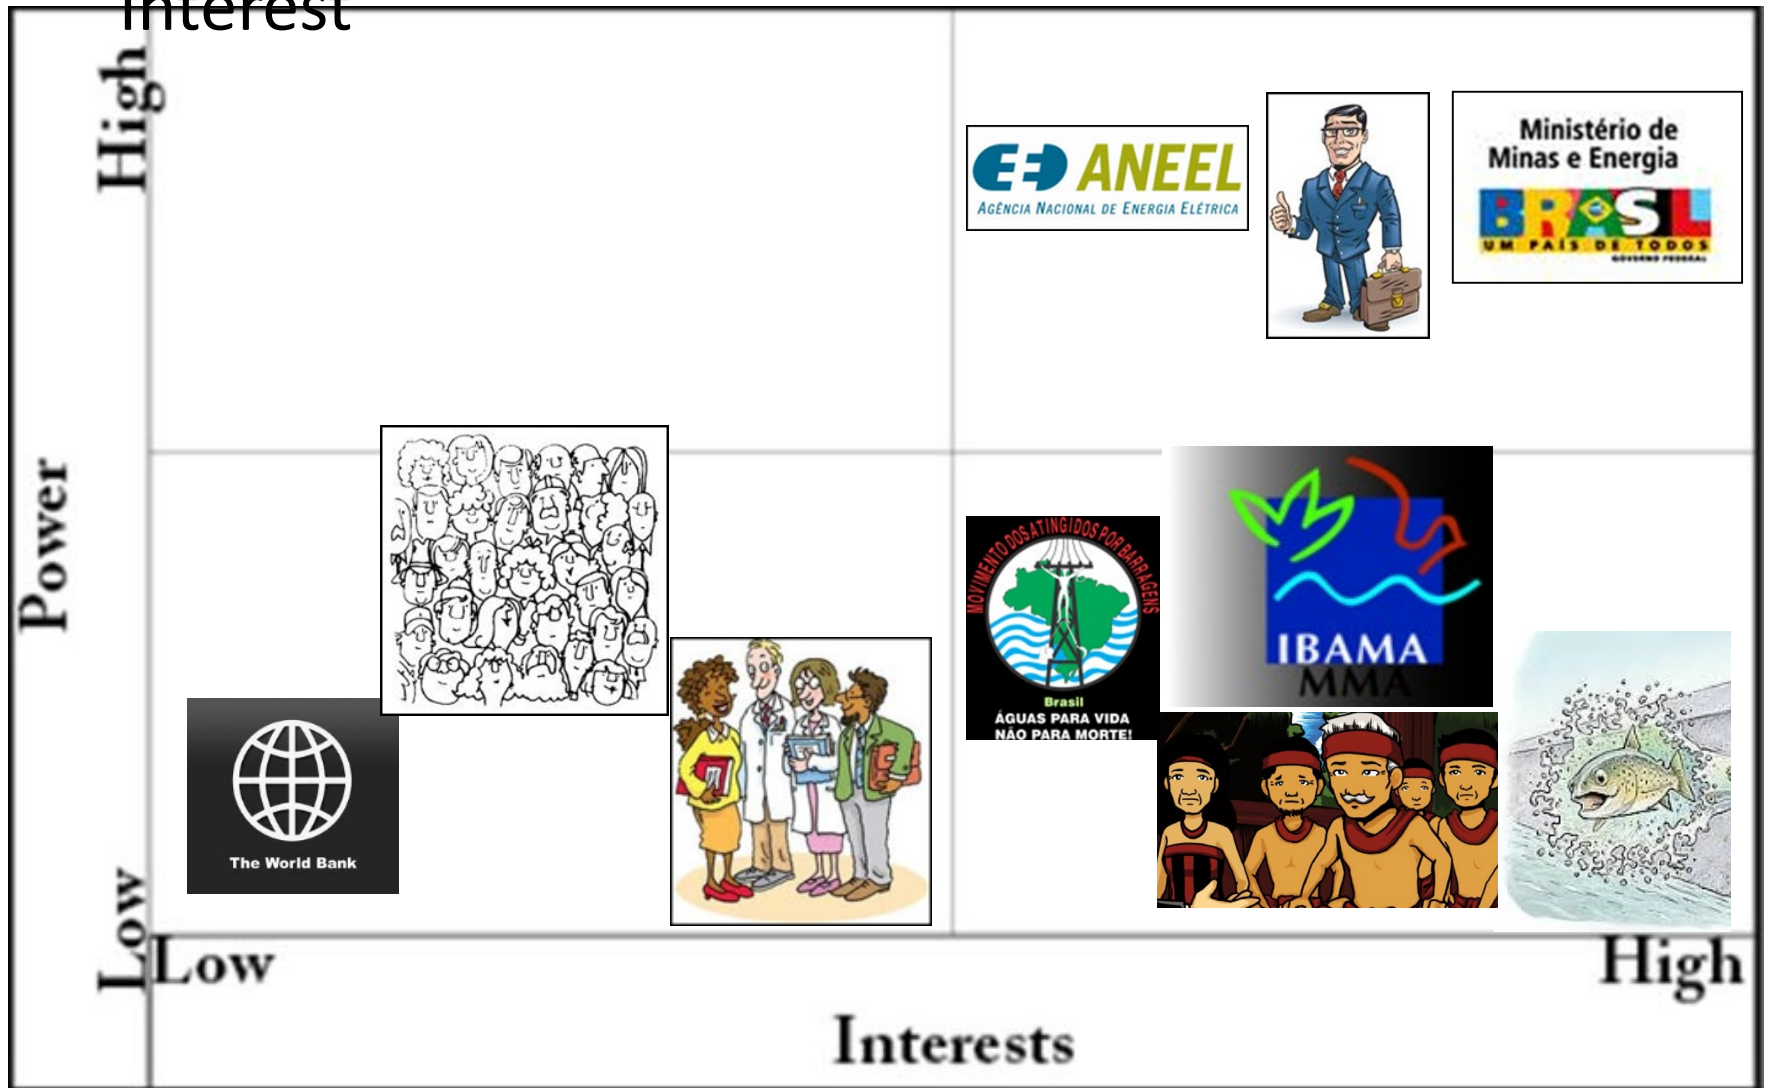 interest
High
Power
Low
ANEEL
AGÊNCIA NACIONAL DE ENERGIA ELÉTRICA
Ministério de
Minas e Energia
BRASIL
UM PAÍS DE TODOS
GOVERNO FEDERAL
MOVIMENTO DOS ATINGIDOS POR BARRAGENS
Brasil
ÁGUAS PARA VIDA
NÃO PARA MORTE!
IBAMA
MMA
The World Bank
Low
High
Interests